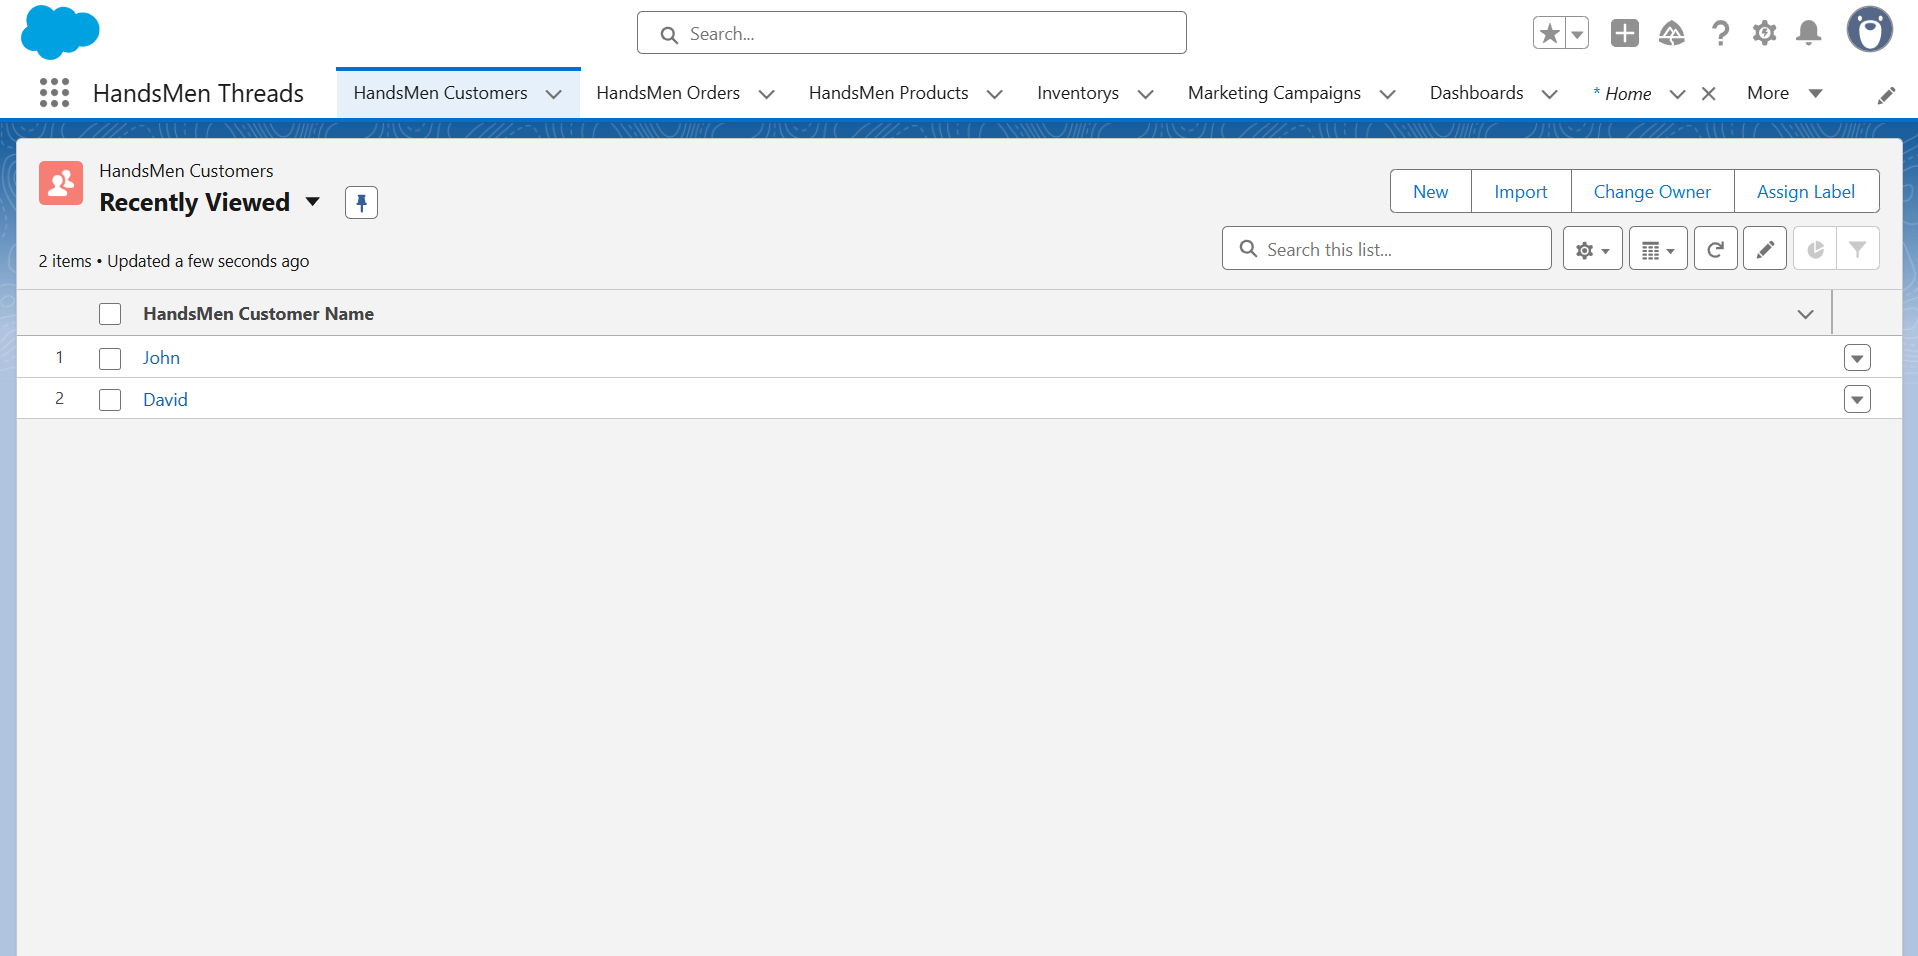 Search...
HandsMen Threads
HandsMen Customers
HandsMen Orders
HandsMen Products
Inventorys
Marketing Campaigns
Dashboards
* Home
More
HandsMen Customers
Recently Viewed
New
Import
Change Owner
Assign Label
2 items • Updated a few seconds ago
Search this list...
HandsMen Customer Name
1 John
2 David